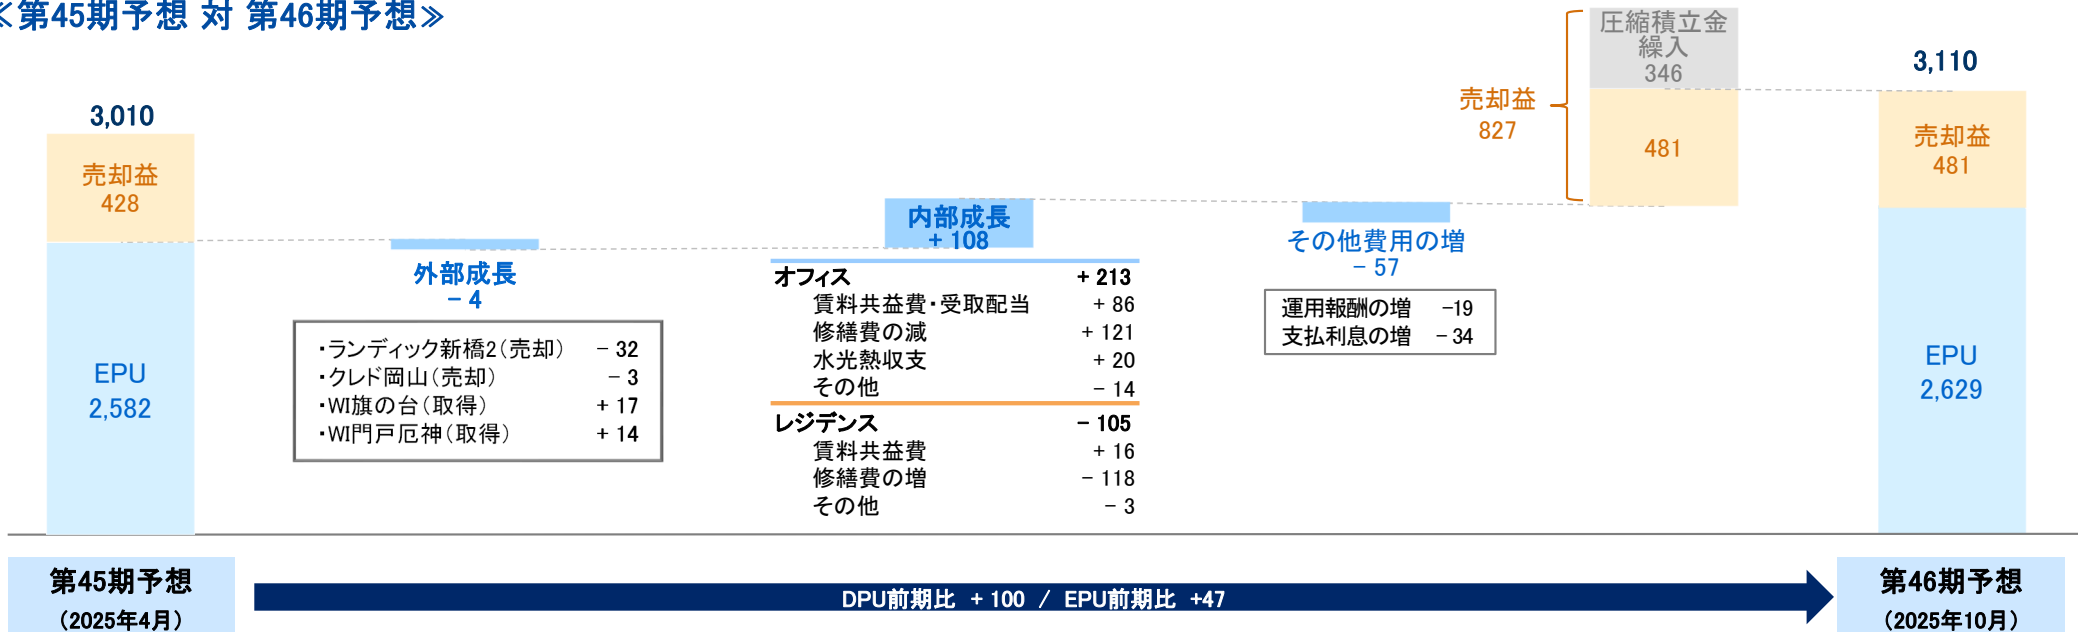 ≪第45期予想 対 第46期予想≫
3,010
売却益
428
EPU
2,582
外部成長
－ 4
・ランディック新橋2（売却） － 32
・クレド岡山（売却） － 3
・WI旗の台（取得） + 17
・WI門戸厄神（取得） + 14
内部成長
+ 108
オフィス + 213
賃料共益費・受取配当 + 86
修繕費の減 + 121
水光熱収支 + 20
その他 － 14
レジデンス － 105
賃料共益費 + 16
修繕費の増 － 118
その他 － 3
その他費用の増
－ 57
運用報酬の増 －19
支払利息の増 － 34
売却益
827
圧縮積立金
繰入
346
481
3,110
売却益
481
EPU
2,629
第45期予想
（2025年4月）
DPU前期比 + 100 / EPU前期比 +47
第46期予想
（2025年10月）